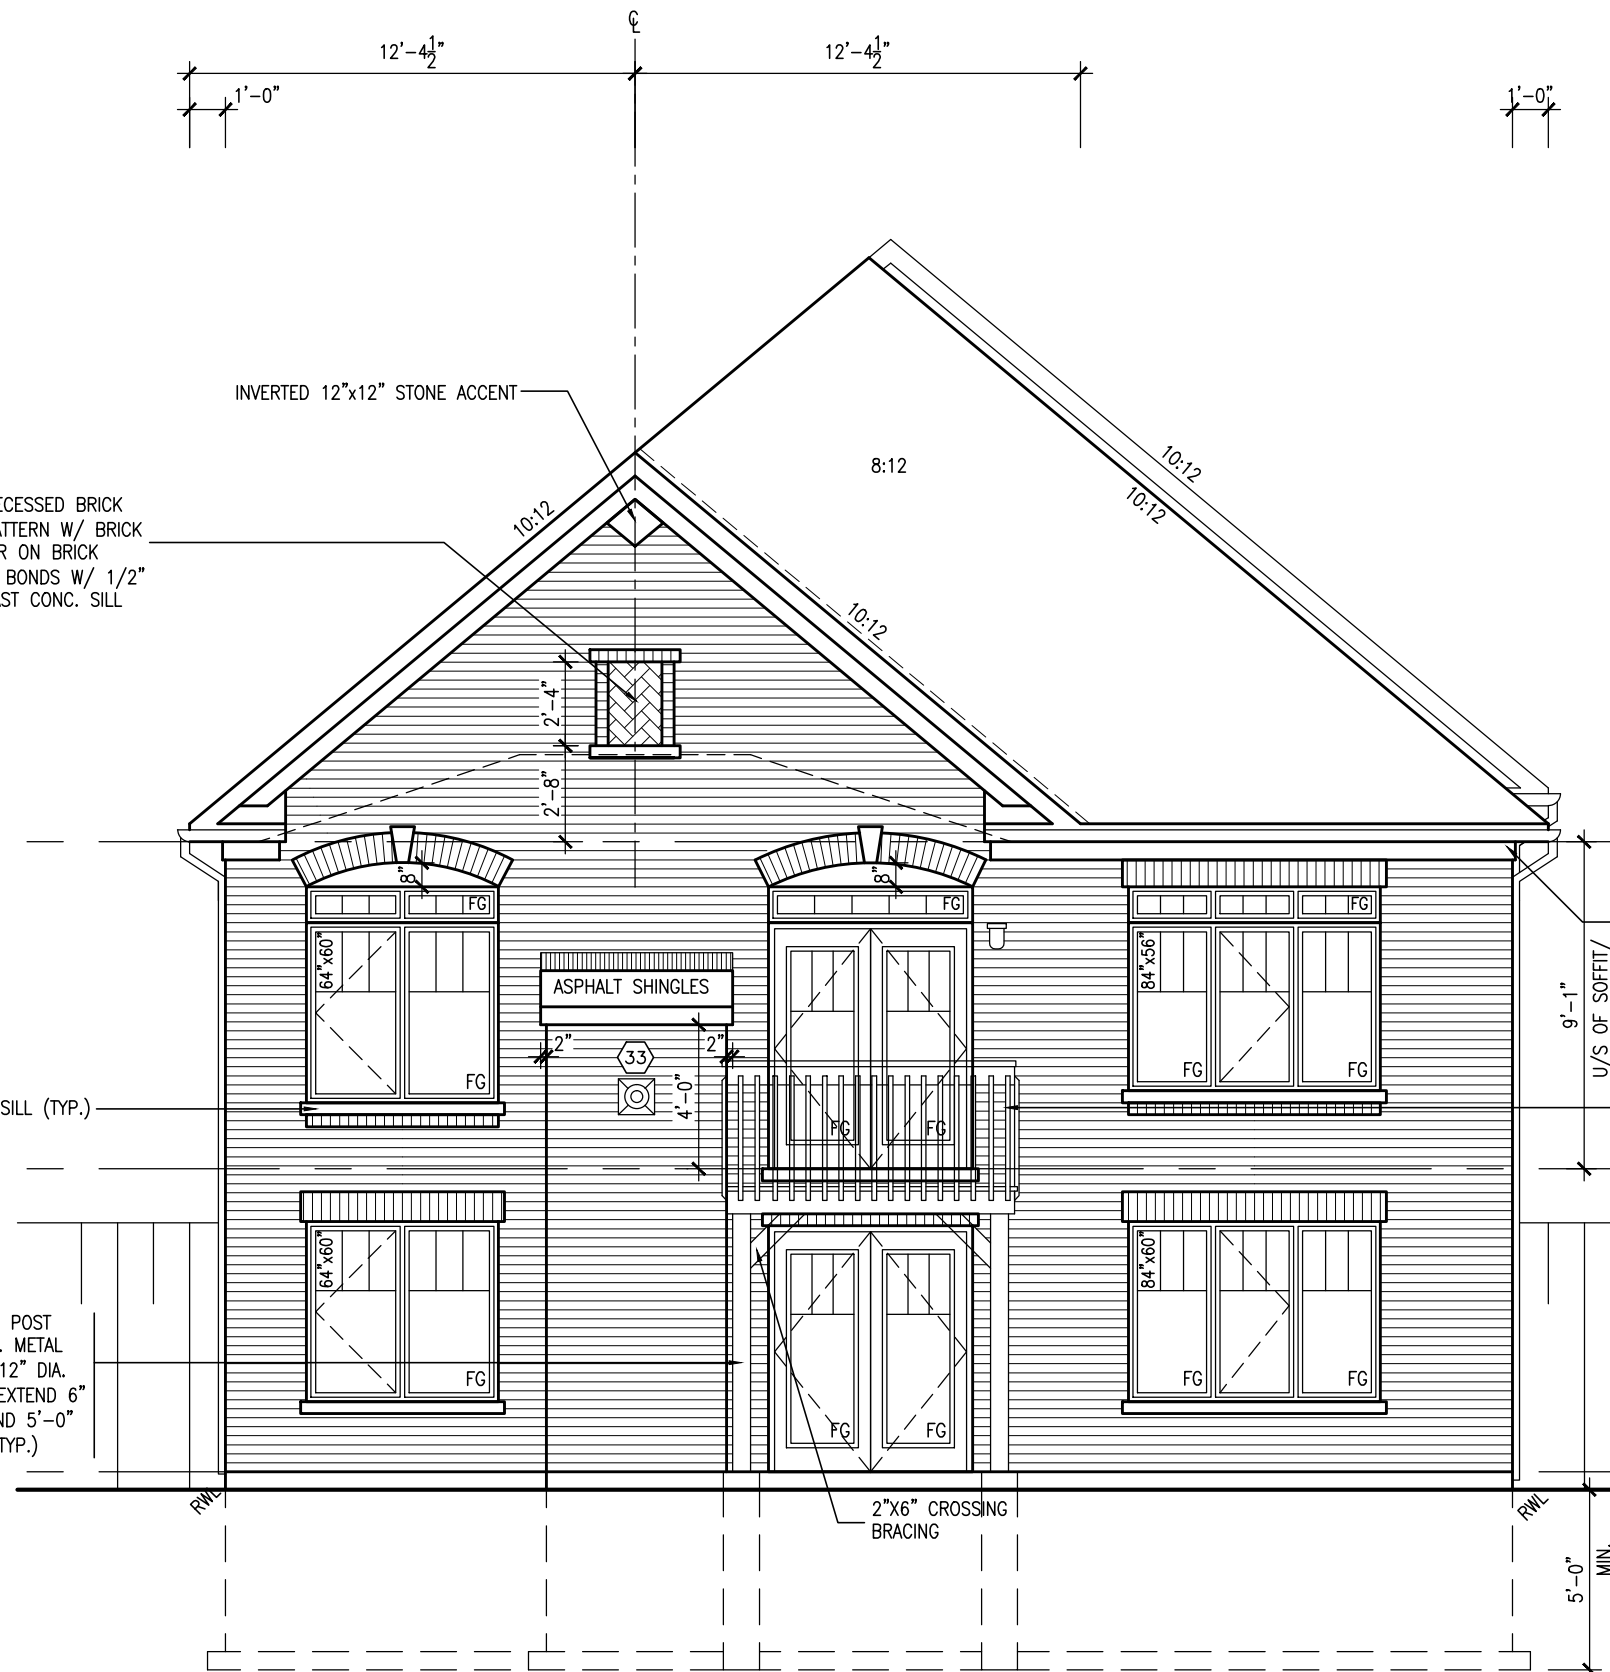 ℄
12'-4½"
12'-4½"
1'-0"
1'-0"
INVERTED 12"x12" STONE ACCENT
10:12
10:12
8:12
10:12
10:12
ECESSED BRICK
ATTERN W/ BRICK
R ON BRICK
BONDS W/ 1/2"
AST CONC. SILL
2'-4"
2'-8"
8"
8"
FG
FG
FG
64"x60"
84"x56"
ASPHALT SHINGLES
2"
2"
33
4'-0"
FG
FG
FG
FG
FG
9'-1"
U/S OF SOFFIT/
SILL (TYP.)
64"x60"
84"x60"
POST
. METAL
12" DIA.
EXTEND 6"
ND 5'-0"
TYP.)
FG
FG
FG
FG
FG
RWL
RWL
2"X6" CROSSING
BRACING
5'-0"
MIN.